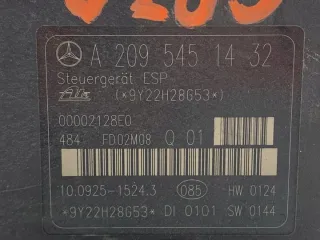 A 209 545 14 32
Steuergerät ESP
(*9Y22H28653*)
00002128E0
484 FD02M08 Q 01
10.0925-1524.3 085 HW 0124
*9Y22H28653* DI 0101 SW 0144